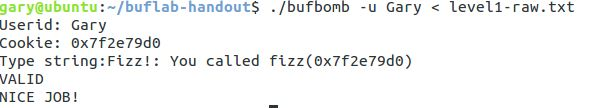 gary@ubuntu:~/buflab-handout$ ./bufbomb -u Gary < level1-raw.txt
Userid: Gary
Cookie: 0x7f2e79d0
Type string:Fizz!: You called fizz(0x7f2e79d0)
VALID
NICE JOB!